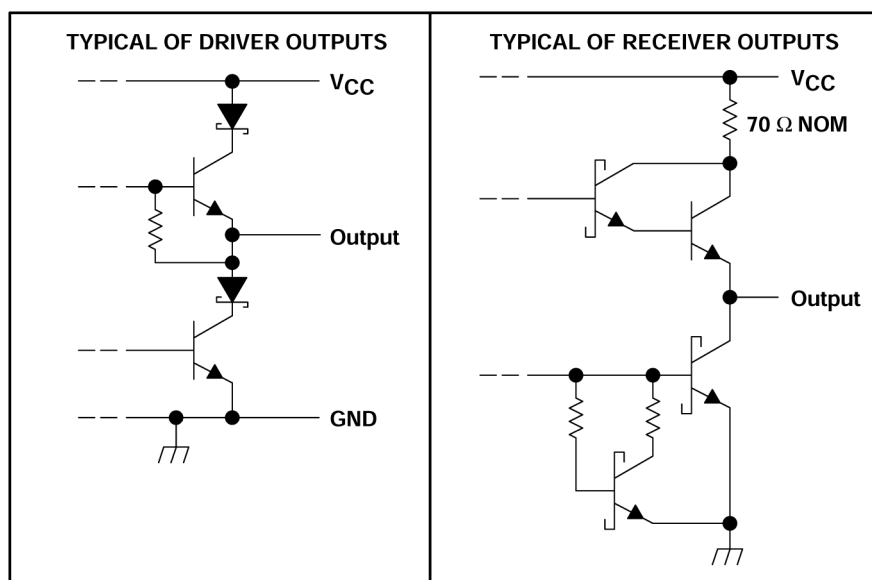 TYPICAL OF DRIVER OUTPUTS
VCC
Output
GND
TYPICAL OF RECEIVER OUTPUTS
VCC
70 Ω NOM
Output